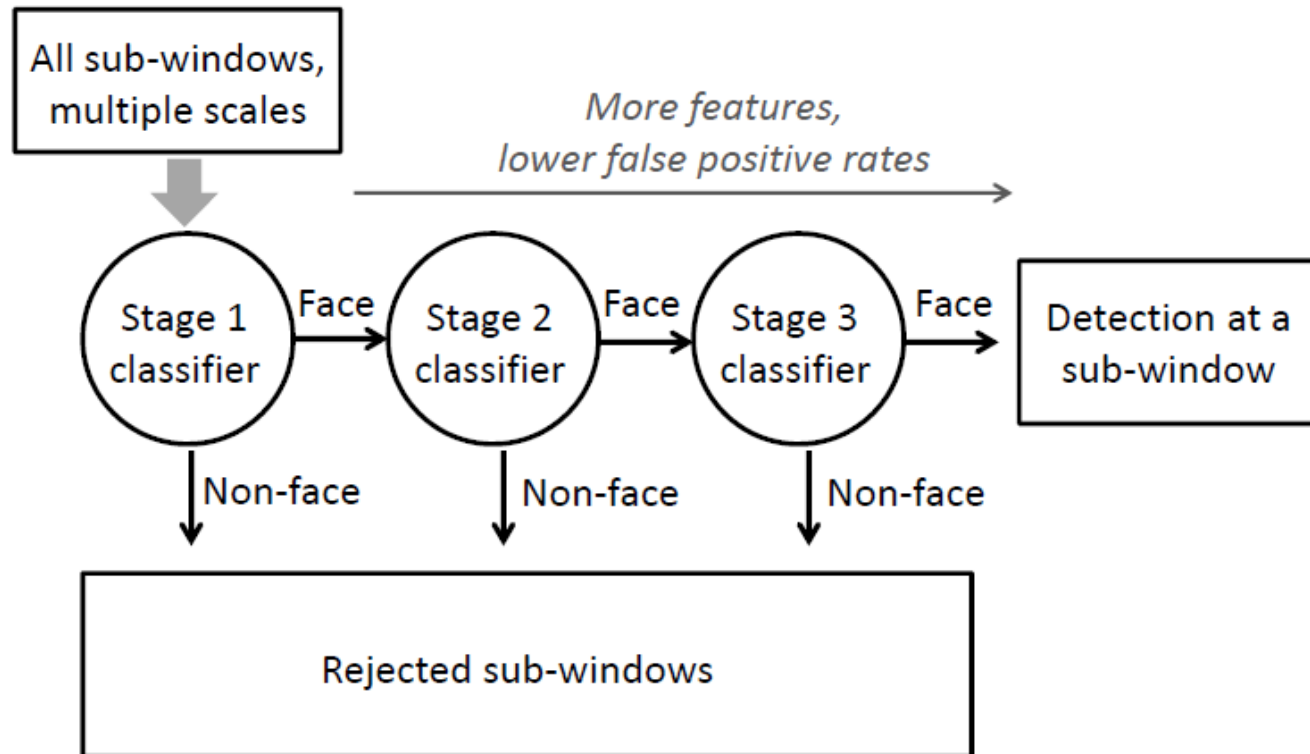 All sub-windows,
multiple scales
More features,
lower false positive rates
Stage 1
classifier
Face
Stage 2
classifier
Face
Stage 3
classifier
Face
Detection at a
sub-window
Non-face
Non-face
Non-face
Rejected sub-windows